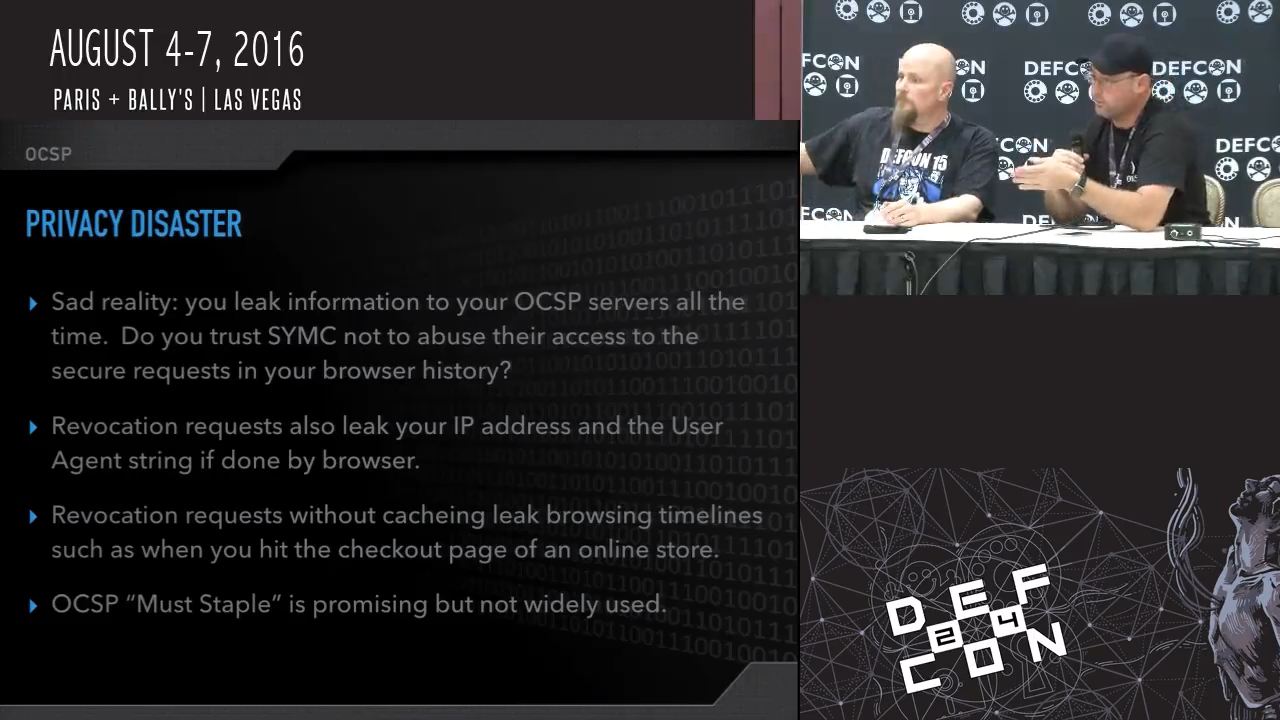 AUGUST 4-7, 2016
PARIS + BALLY'S | LAS VEGAS
OCSP
PRIVACY DISASTER
Sad reality: you leak information to your OCSP servers all the
time. Do you trust SYMC not to abuse their access to the
secure requests in your browser history?
Revocation requests also leak your IP address and the User
Agent string if done by browser.
Revocation requests without cacheing leak browsing timelines
such as when you hit the checkout page of an online store.
OCSP “Must Staple” is promising but not widely used.
DEFCON
DEFCON
DEFCON 15
DEF
24
CON